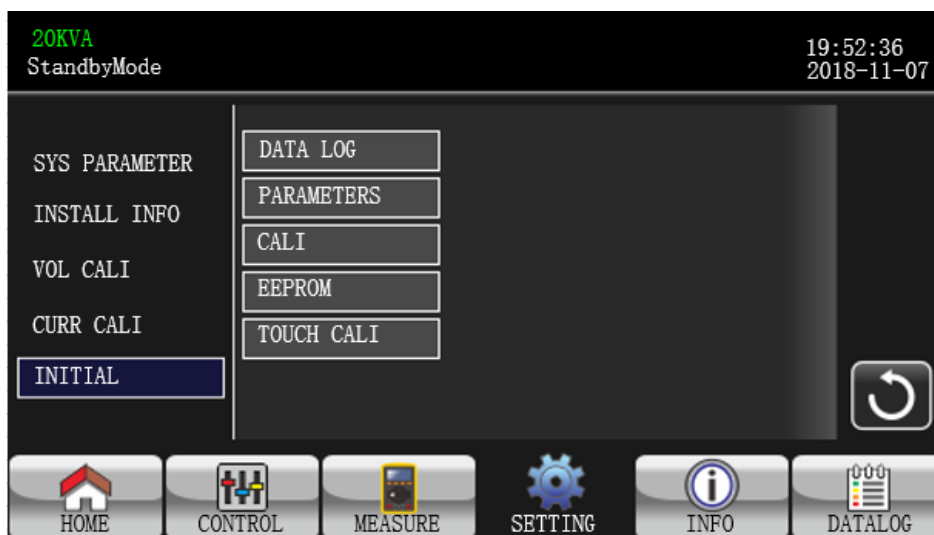 20KVA
StandbyMode
19:52:36
2018-11-07
SYS PARAMETER
INSTALL INFO
VOL CALI
CURR CALI
INITIAL
DATA LOG
PARAMETERS
CALI
EEPROM
TOUCH CALI
HOME
CONTROL
MEASURE
SETTING
INFO
DATALOG